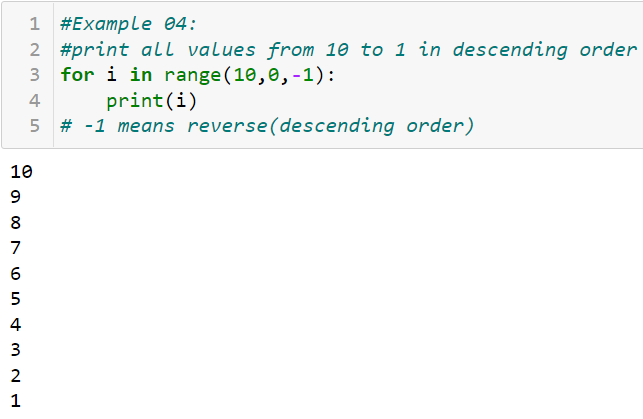 1 #Example 04:
2 #print all values from 10 to 1 in descending order
3 for i in range(10,0,-1):
4     print(i)
5 # -1 means reverse(descending order)
10
9
8
7
6
5
4
3
2
1